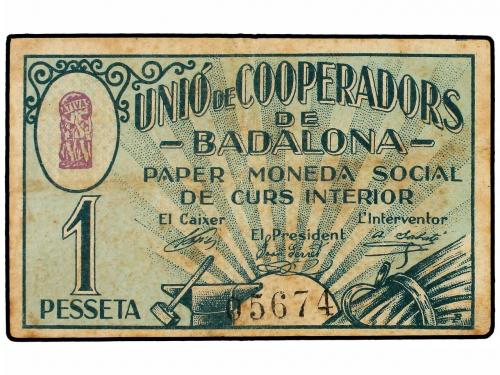 UNIÓ DE COOPERADORS
DE
- BADALONA -
PAPER MONEDA SOCIAL
DE CURS INTERIOR
El Caixer
El President
L'Interventor
1
PESSETA
05674